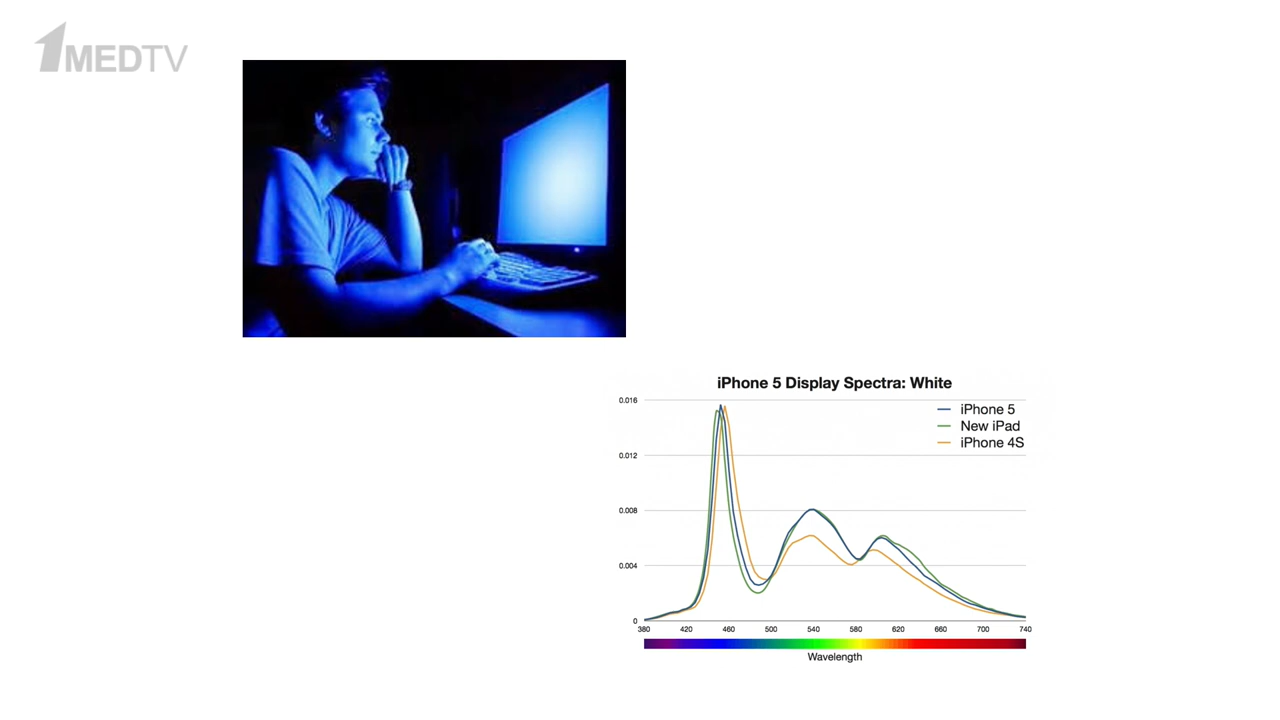 1MEDTV
iPhone 5 Display Spectra: White
0.016
iPhone 5
New iPad
iPhone 4S
0.012
0.008
0.004
0
380 420 460 500 540 580 620 660 700 740
Wavelength